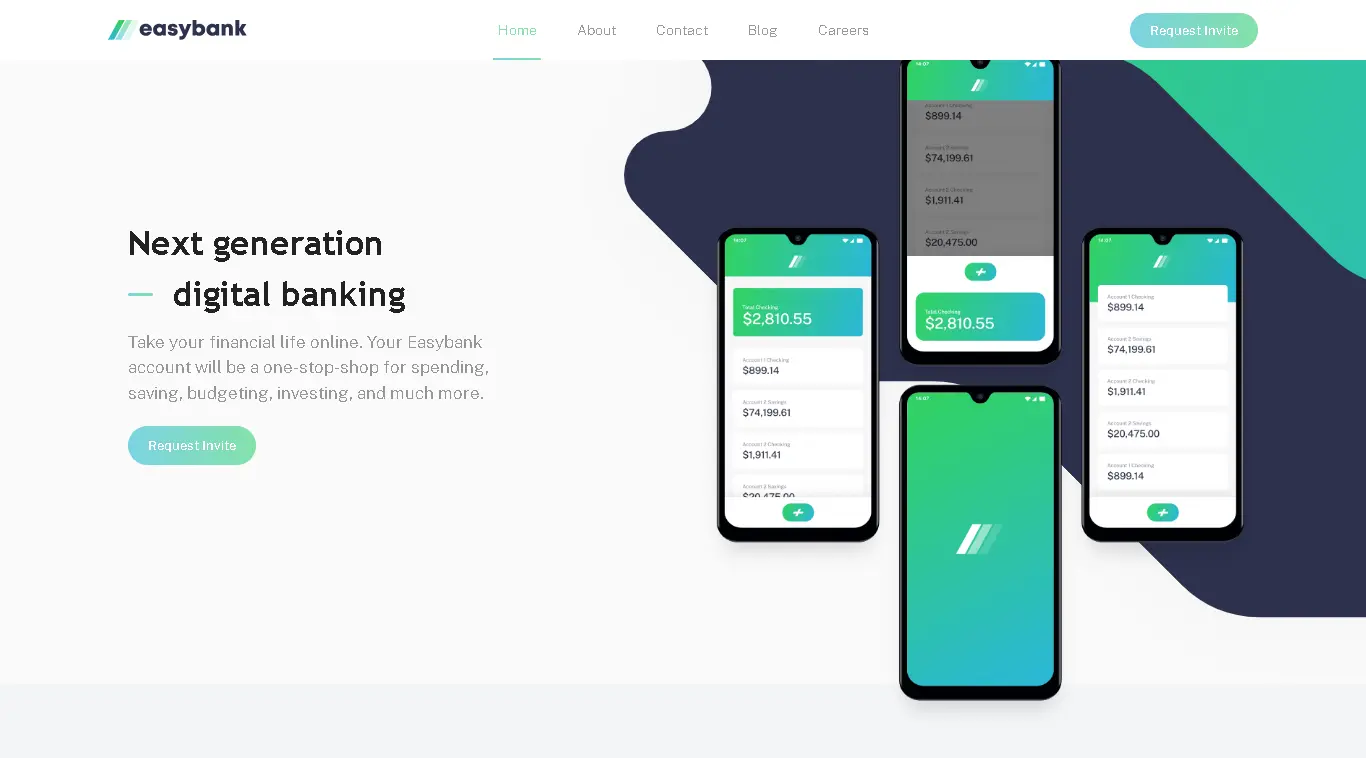 easybank
Home
About
Contact
Blog
Careers
Request Invite
Next generation
digital banking
Take your financial life online. Your Easybank
account will be a one-stop-shop for spending,
saving, budgeting, investing, and much more.
Request Invite
16:07
Total Checking
$2,810.55
Account 1 Checking
$899.14
Account 2 Savings
$74,199.61
Account 2 Checking
$1,911.41
Account 2 Savings
$20,475.00
16:07
Account 1 Checking
$899.14
Account 2 Savings
$74,199.61
Account 2 Checking
$1,911.41
Account 2 Savings
$20,475.00
Total Checking
$2,810.55
16:07
16:07
Account 1 Checking
$899.14
Account 2 Savings
$74,199.61
Account 2 Checking
$1,911.41
Account 2 Savings
$20,475.00
Account 1 Checking
$899.14